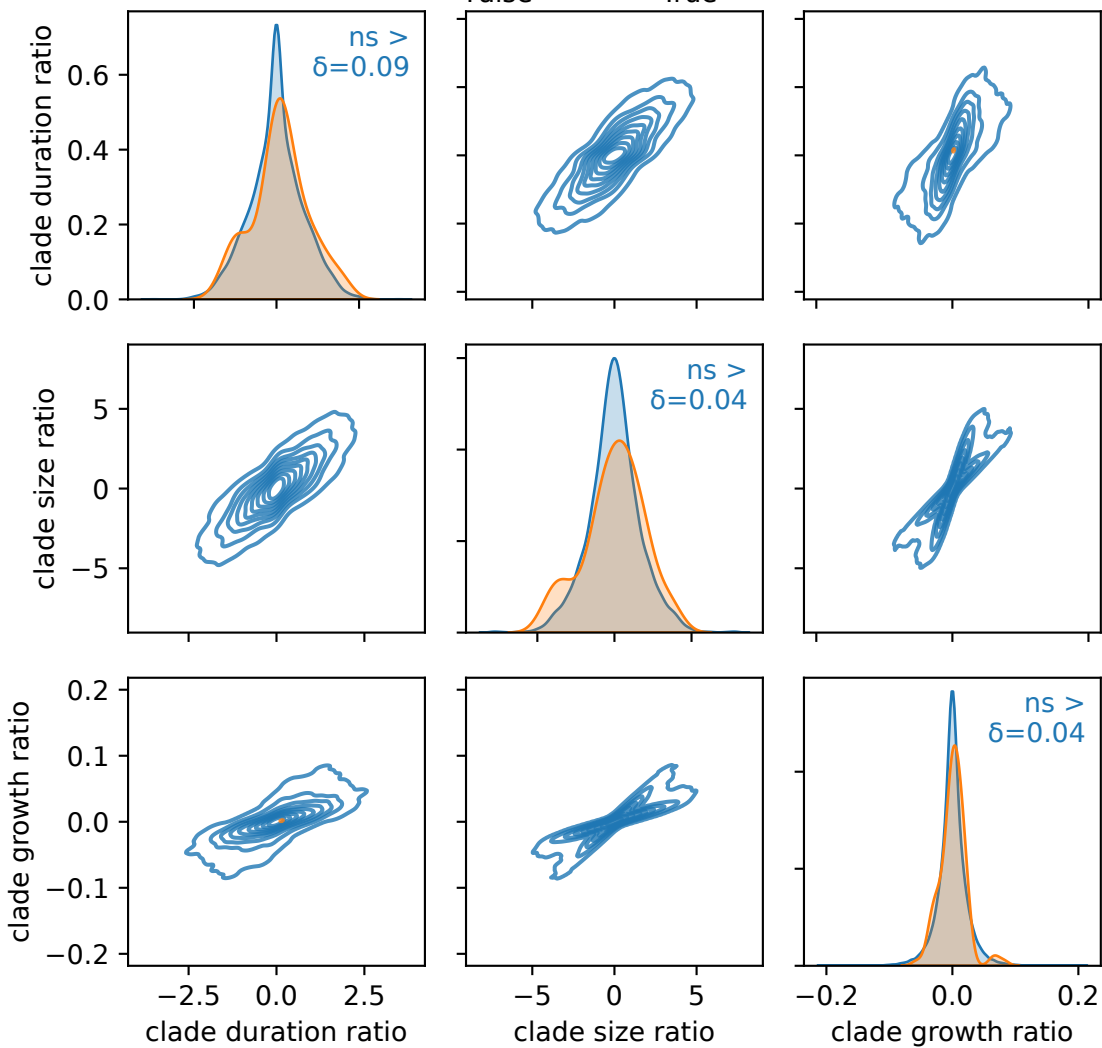 clade duration ratio
0.6
0.4
0.2
0.0
ns >
δ=0.09
clade size ratio
5
0
−5
ns >
δ=0.04
clade growth ratio
0.2
0.1
0.0
−0.1
−0.2
ns >
δ=0.04
−2.5 0.0 2.5
−5 0 5
−0.2 0.0 0.2
clade duration ratio
clade size ratio
clade growth ratio